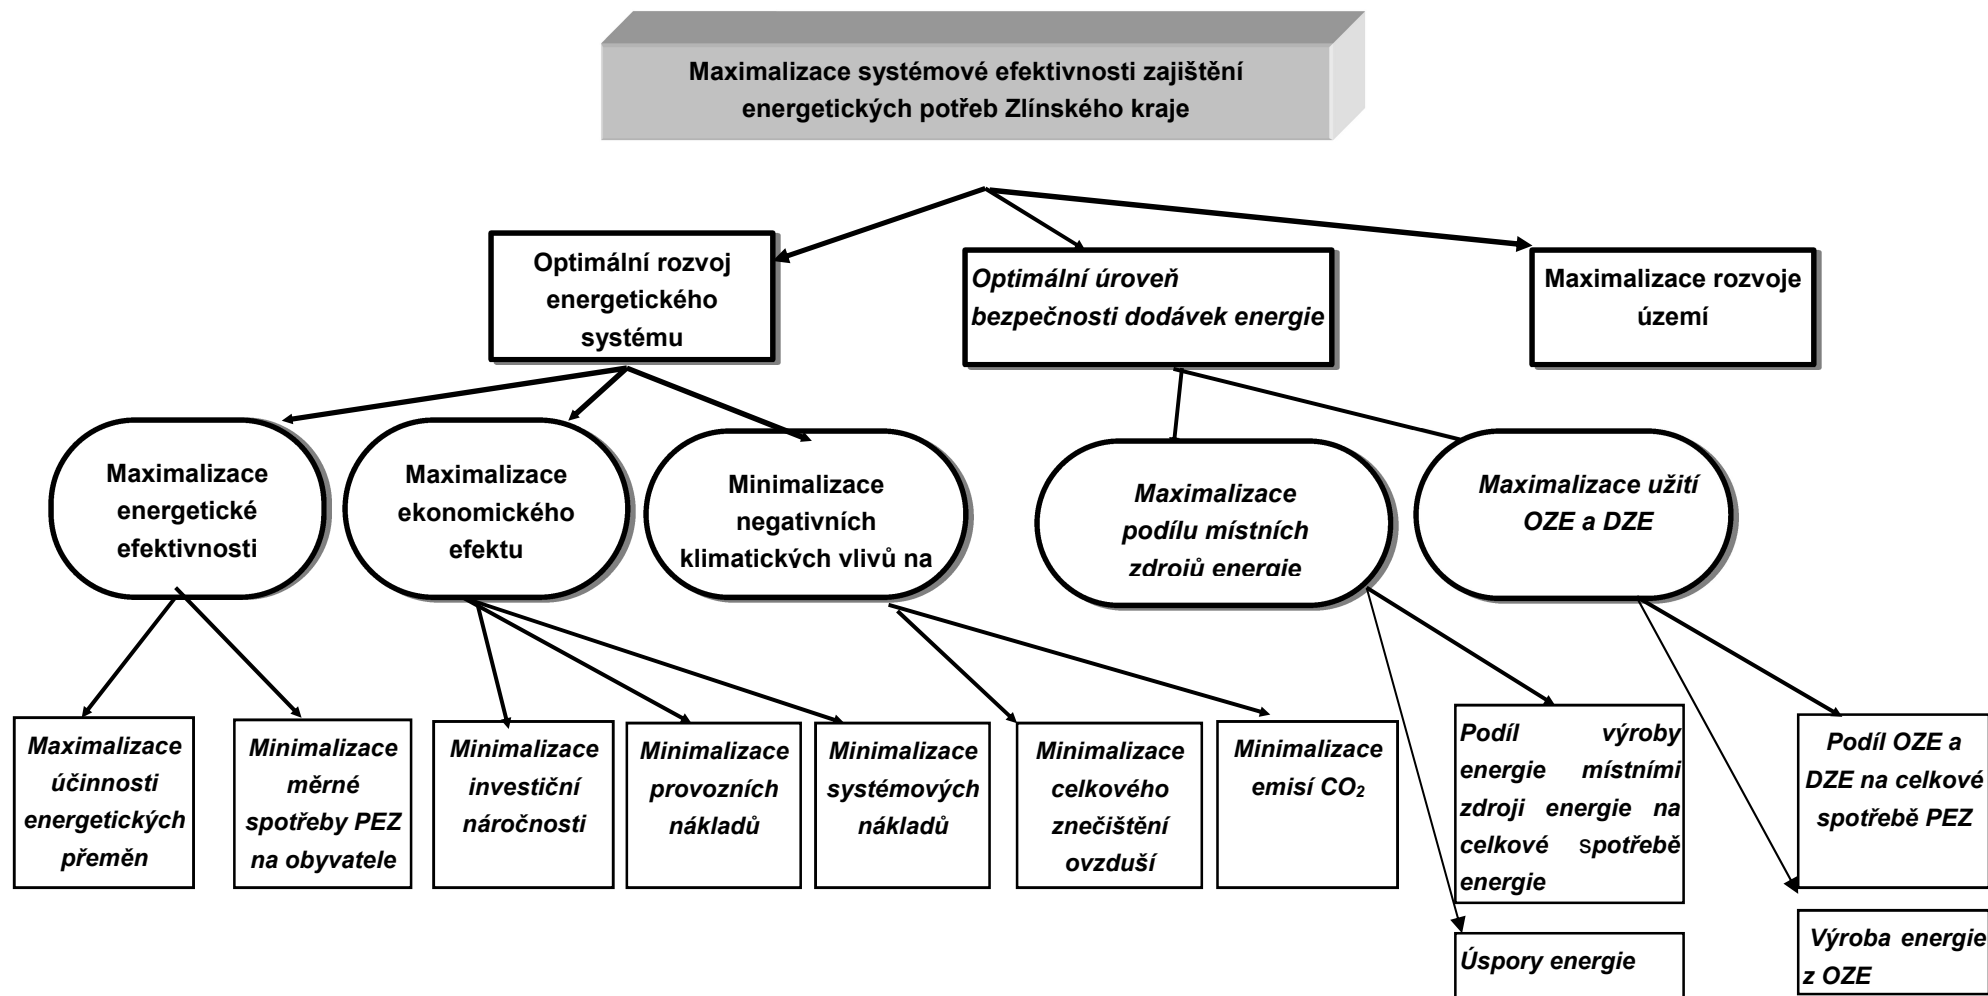 Maximalizace systémové efektivnosti zajištění
energetických potřeb Zlínského kraje
Optimální rozvoj
energetického
systému
Optimální úroveň
bezpečnosti dodávek energie
Maximalizace rozvoje
území
Maximalizace
energetické
efektivnosti
Maximalizace
ekonomického
efektu
Minimalizace
negativních
klimatických vlivů na
Maximalizace
podílu místních
zdrojů energie
Maximalizace užití
OZE a DZE
Maximalizace
účinnosti
energetických
přeměn
Minimalizace
měrné
spotřeby PEZ
na obyvatele
Minimalizace
investiční
náročnosti
Minimalizace
provozních
nákladů
Minimalizace
systémových
nákladů
Minimalizace
celkového
znečištění
ovzduší
Minimalizace
emisí CO₂
Podíl výroby
energie místními
zdroji energie na
celkové spotřebě
energie
Podíl OZE a
DZE na celkové
spotřebě PEZ
Úspory energie
Výroba energie
z OZE